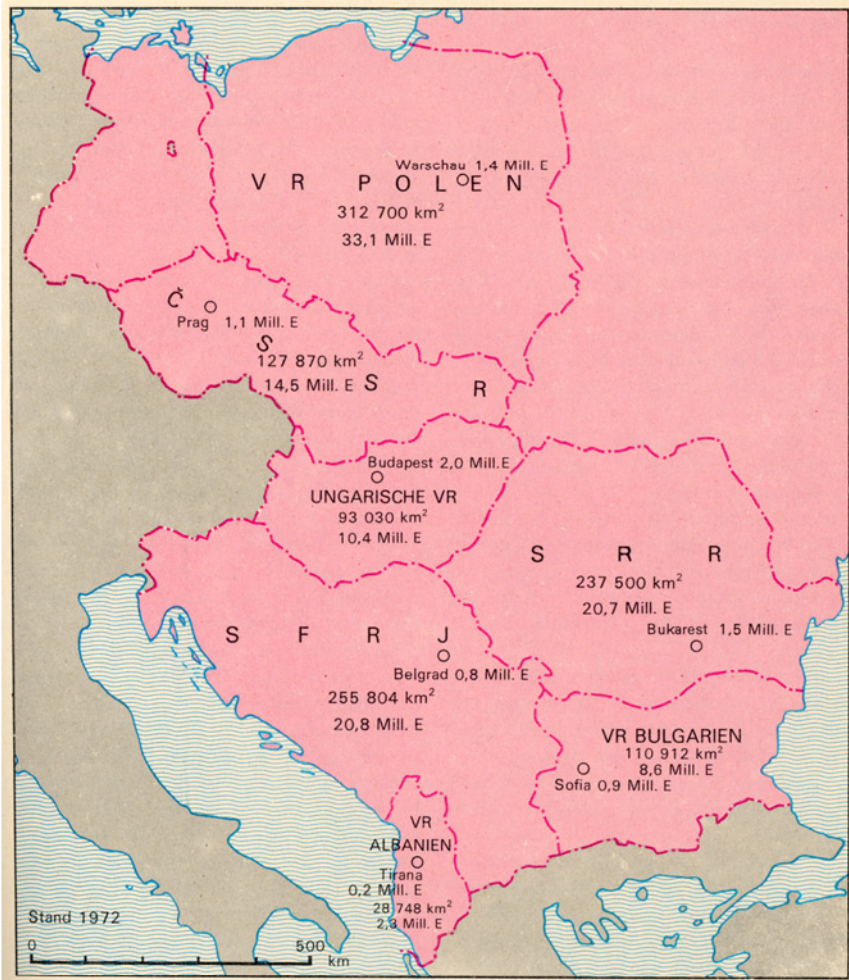 Warschau 1,4 Mill. E
VR POLEN
312 700 km²
33,1 Mill. E
Č S S R
Prag 1,1 Mill. E
127 870 km²
14,5 Mill. E
Budapest 2,0 Mill.E
UNGARISCHE VR
93 030 km²
10,4 Mill. E
S R R
237 500 km²
20,7 Mill. E
Bukarest 1,5 Mill. E
S F R J
Belgrad 0,8 Mill. E
255 804 km²
20,8 Mill. E
VR BULGARIEN
110 912 km²
8,6 Mill. E
Sofia 0,9 Mill. E
VR
ALBANIEN
Tirana
0,2 Mill. E
28 748 km²
2,3 Mill. E
Stand 1972
0 500
km